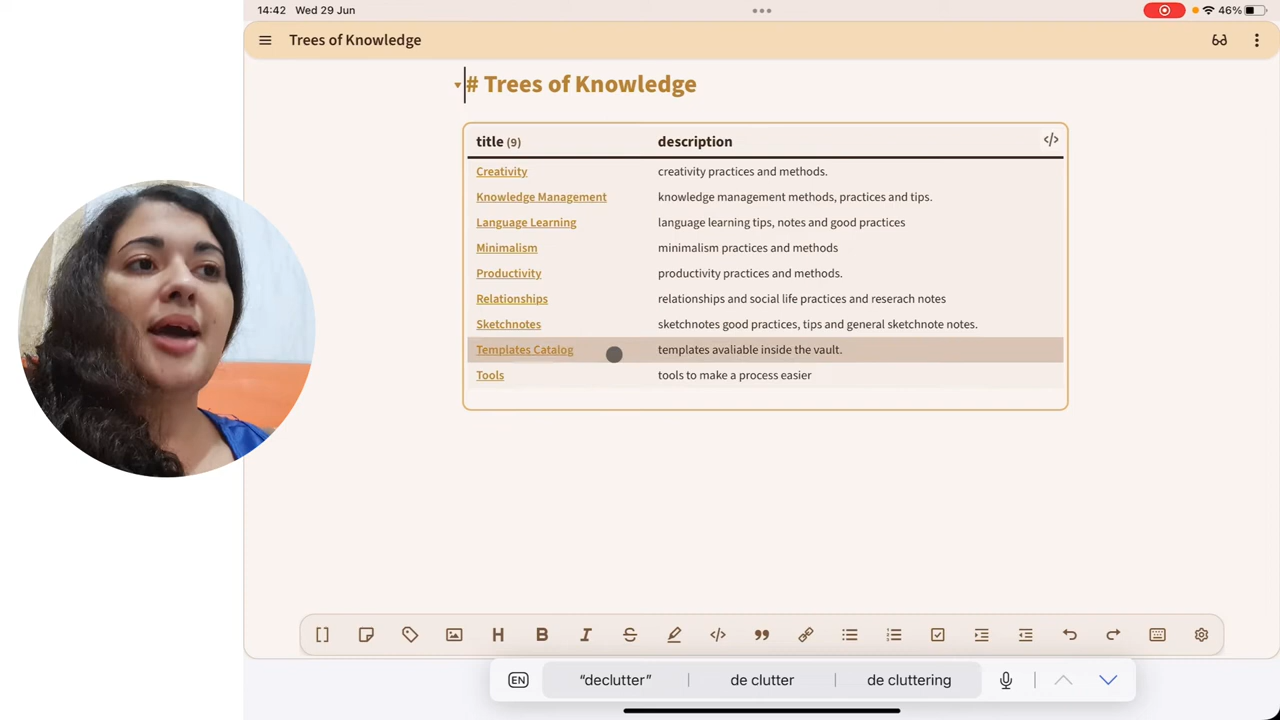 14:42 Wed 29 Jun
46%
Trees of Knowledge
# Trees of Knowledge
title (9) description
Creativity creativity practices and methods.
Knowledge Management knowledge management methods, practices and tips.
Language Learning language learning tips, notes and good practices
Minimalism minimalism practices and methods
Productivity productivity practices and methods.
Relationships relationships and social life practices and reserach notes
Sketchnotes sketchnotes good practices, tips and general sketchnote notes.
Templates Catalog templates avaliable inside the vault.
Tools tools to make a process easier
EN “declutter” de clutter de cluttering